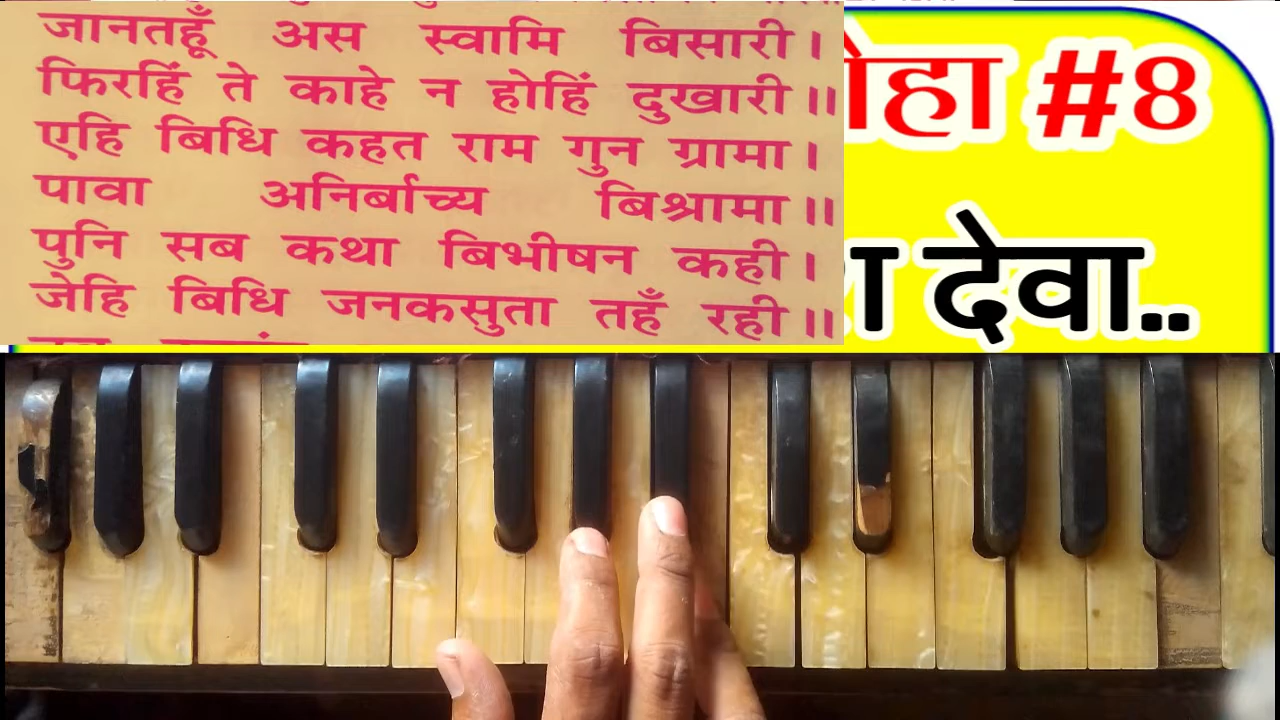 जानतहूँ अस स्वामि बिसारी।
फिरहिं ते काहे न होहिं दुखारी॥
एहि बिधि कहत राम गुन ग्रामा।
पावा अनिर्बाच्य बिश्रामा॥
पुनि सब कथा बिभीषन कही।
जेहि बिधि जनकसुता तहँ रही॥
#8
देवा..